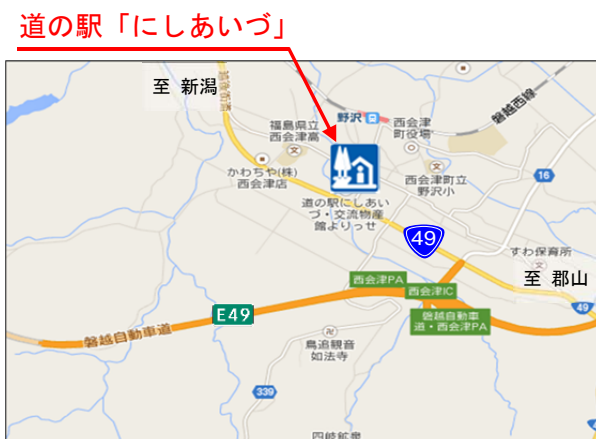 道の駅「にしあいづ」
至 新潟
越後街道
野沢
磐越西線
福島県立
西会津高
西会津
町役場
かわちや(株)
西会津店
西会津町立
野沢小
16
道の駅にしあい
づ・交流物産
館よりっせ
49
すわ保育所
至 郡山
西会津PA
西会津IC
E49
磐越自動車
道・西会津PA
49
磐越自動車道
鳥追観音
如法寺
339